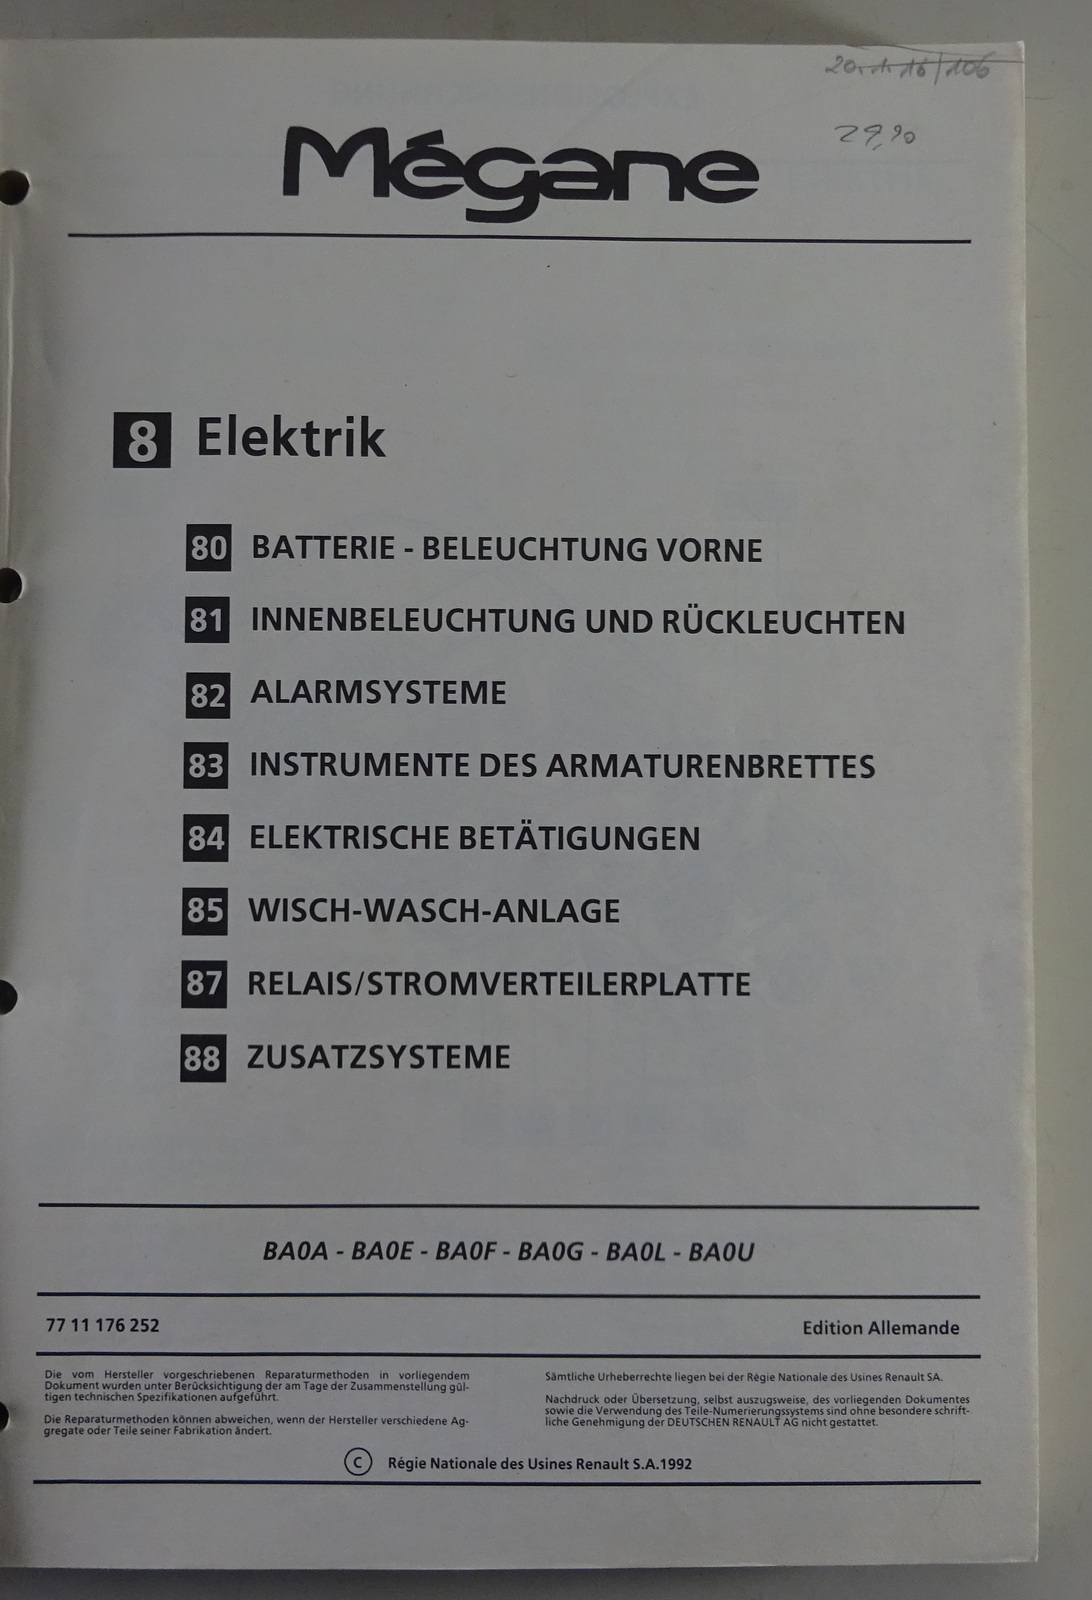 29,90
Mégane
8 Elektrik
80 BATTERIE - BELEUCHTUNG VORNE
81 INNENBELEUCHTUNG UND RÜCKLEUCHTEN
82 ALARMSYSTEME
83 INSTRUMENTE DES ARMATURENBRETTES
84 ELEKTRISCHE BETÄTIGUNGEN
85 WISCH-WASCH-ANLAGE
87 RELAIS/STROMVERTEILERPLATTE
88 ZUSATZSYSTEME
BA0A - BA0E - BA0F - BA0G - BA0L - BA0U
77 11 176 252
Edition Allemande
Die vom Hersteller vorgeschriebenen Reparaturmethoden in vorliegendem
Dokument wurden unter Berücksichtigung der am Tage der Zusammenstellung gül-
tigen technischen Spezifikationen aufgeführt.
Die Reparaturmethoden können abweichen, wenn der Hersteller verschiedene Ag-
gregate oder Teile seiner Fabrikation ändert.
Sämtliche Urheberrechte liegen bei der Règie Nationale des Usines Renault SA.
Nachdruck oder Übersetzung, selbst auszugsweise, des vorliegenden Dokumentes
sowie die Verwendung des Teile-Numerierungssystems sind ohne besondere schrift-
liche Genehmigung der DEUTSCHEN RENAULT AG nicht gestattet.
© Régie Nationale des Usines Renault S.A.1992